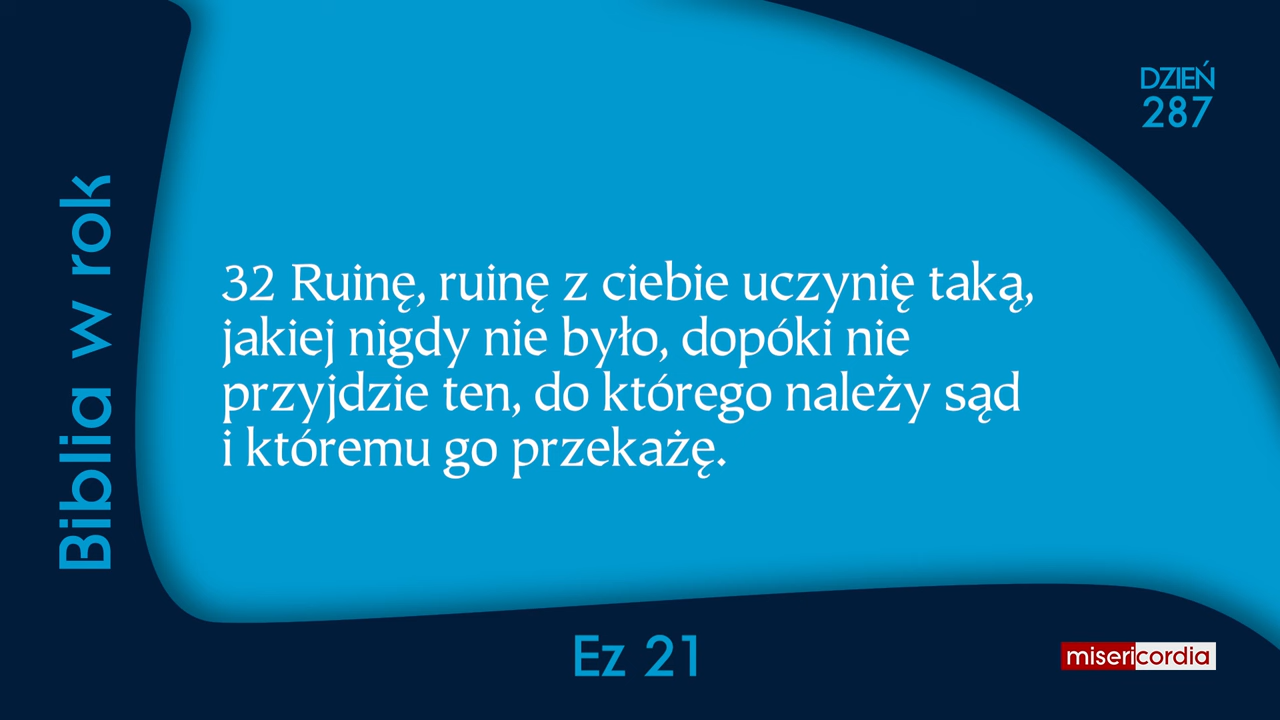 DZIEŃ
287
Biblia w rok
32 Ruinę, ruinę z ciebie uczynię taką,
jakiej nigdy nie było, dopóki nie
przyjdzie ten, do którego należy sąd
i któremu go przekażę.
Ez 21
misericordia